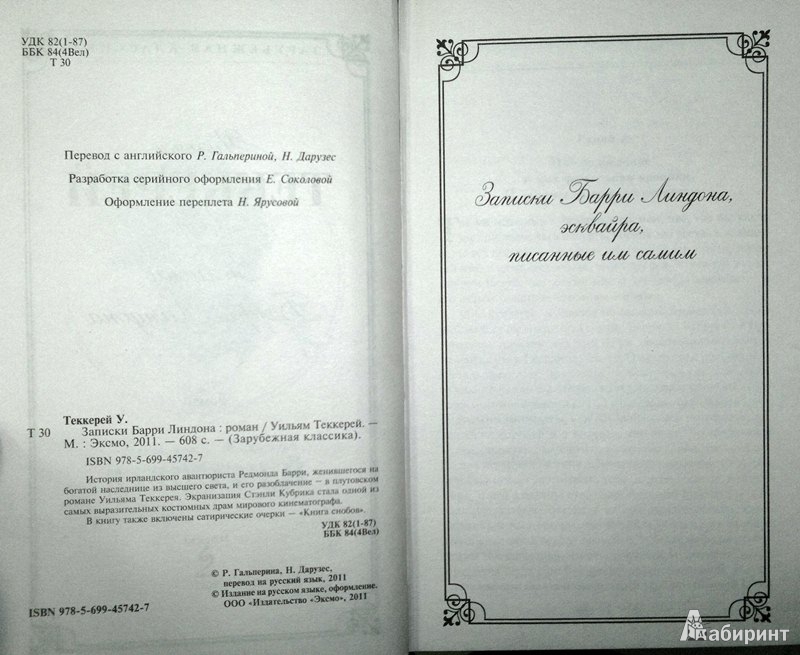 УДК 82(1-87)
ББК 84(4Вел)
Т 30
Перевод с английского Р. Гальпериной, Н. Дарузес
Разработка серийного оформления Е. Соколовой
Оформление переплета Н. Ярусовой
Теккерей У.
Т 30 Записки Барри Линдона : роман / Уильям Теккерей. —
М. : Эксмо, 2011. — 608 с. — (Зарубежная классика).
ISBN 978-5-699-45742-7
История ирландского авантюриста Редмонда Барри, женившегося на
богатой наследнице из высшего света, и его разоблачение – в плутовском
романе Уильяма Теккерея. Экранизация Стэнли Кубрика стала одной из
самых выразительных костюмных драм мирового кинематографа.
В книгу также включены сатирические очерки – «Книга снобов».
УДК 82(1-87)
ББК 84(4Вел)
© Р. Гальперина, Н. Дарузес,
перевод на русский язык, 2011
© Издание на русском языке, оформление.
ООО «Издательство «Эксмо», 2011
ISBN 978-5-699-45742-7
Записки Барри Линдона,
эсквайра,
писанные им самим
Лабиринт